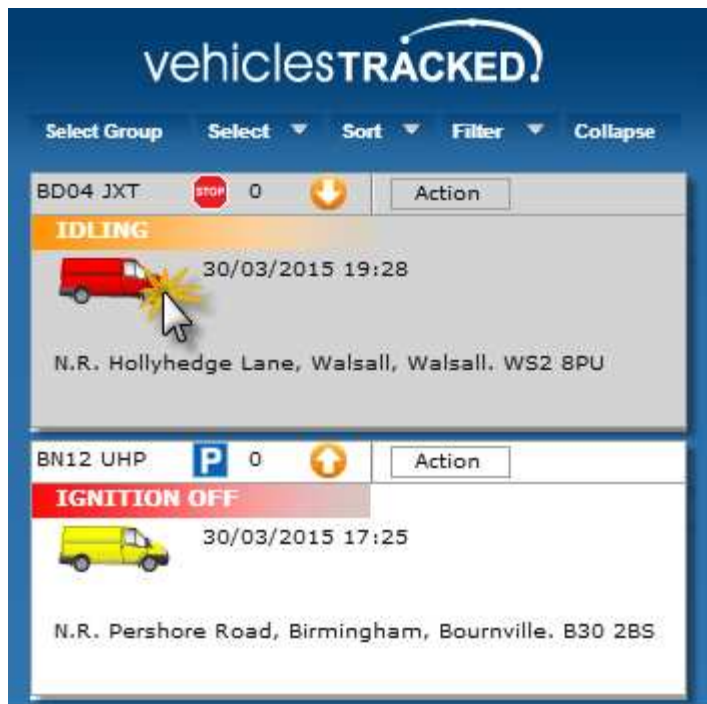 vehiclesTRACKED
Select Group Select Sort Filter Collapse
BD04 JXT STOP 0 Action
IDLING
30/03/2015 19:28
N.R. Hollyhedge Lane, Walsall, Walsall. WS2 8PU
BN12 UHP P 0 Action
IGNITION OFF
30/03/2015 17:25
N.R. Pershore Road, Birmingham, Bournville. B30 2BS